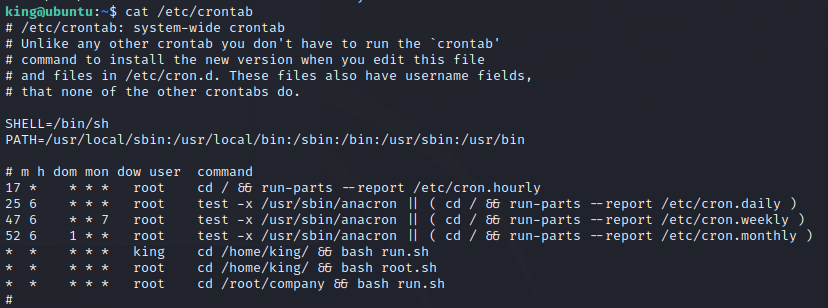 king@ubuntu:~$ cat /etc/crontab
# /etc/crontab: system-wide crontab
# Unlike any other crontab you don't have to run the `crontab'
# command to install the new version when you edit this file
# and files in /etc/cron.d. These files also have username fields,
# that none of the other crontabs do.

SHELL=/bin/sh
PATH=/usr/local/sbin:/usr/local/bin:/sbin:/bin:/usr/sbin:/usr/bin

# m h dom mon dow user  command
17 *    * * *   root    cd / && run-parts --report /etc/cron.hourly
25 6    * * *   root    test -x /usr/sbin/anacron || ( cd / && run-parts --report /etc/cron.daily )
47 6    * * 7   root    test -x /usr/sbin/anacron || ( cd / && run-parts --report /etc/cron.weekly )
52 6    1 * *   root    test -x /usr/sbin/anacron || ( cd / && run-parts --report /etc/cron.monthly )
*  *    * * *   king    cd /home/king/ && bash run.sh
*  *    * * *   root    cd /home/king/ && bash root.sh
*  *    * * *   root    cd /root/company && bash run.sh
#